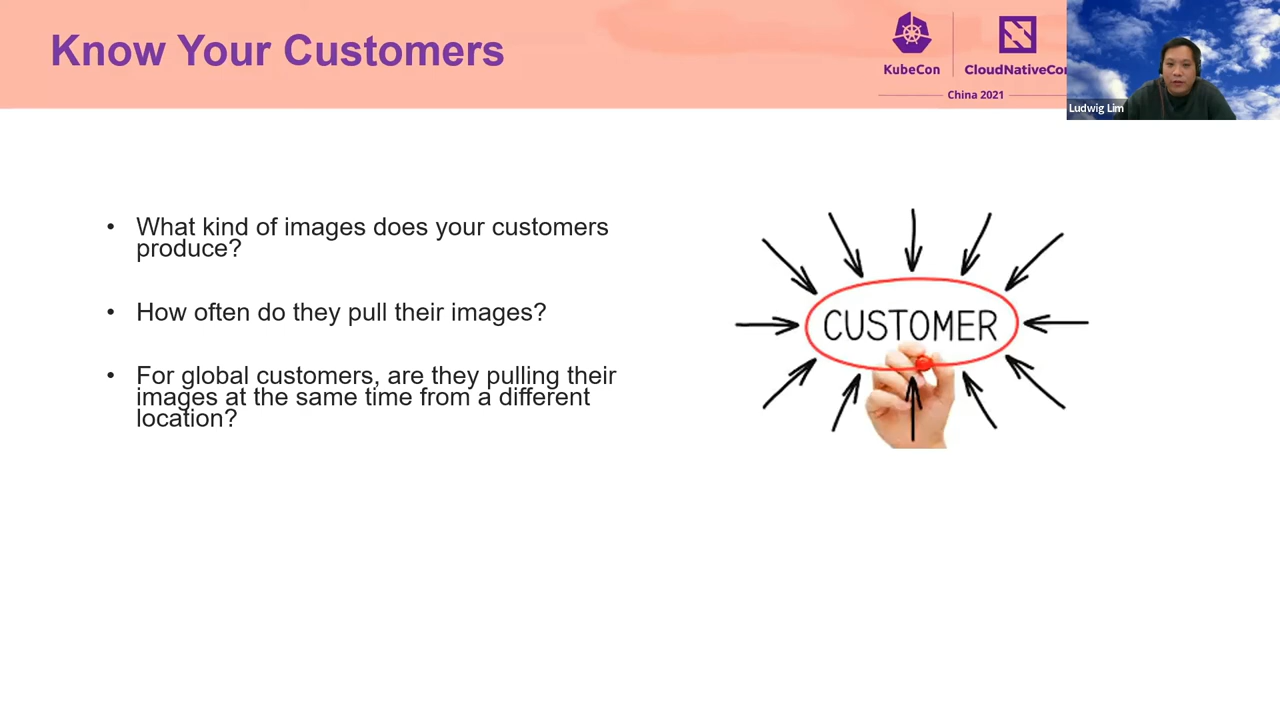 Know Your Customers
KubeCon
CloudNativeCon
China 2021
Ludwig Lim
• What kind of images does your customers
produce?
• How often do they pull their images?
• For global customers, are they pulling their
images at the same time from a different
location?
CUSTOMER